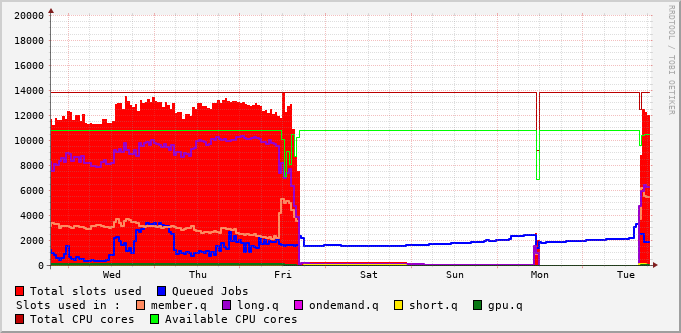 20000
18000
16000
14000
12000
10000
8000
6000
4000
2000
0
Wed Thu Fri Sat Sun Mon Tue
Total slots used Queued Jobs
Slots used in : member.q long.q ondemand.q short.q gpu.q
Total CPU cores Available CPU cores
RRDTOOL / TOBI OETIKER